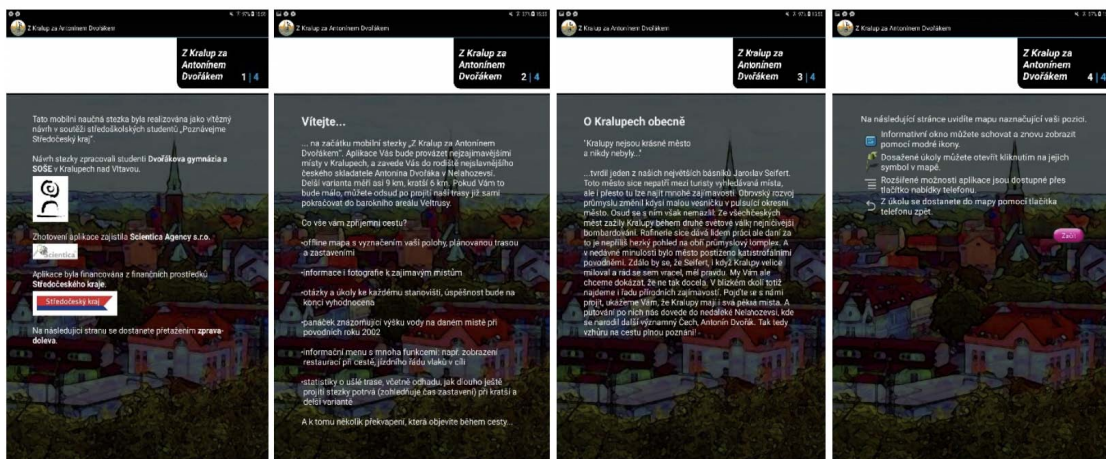 97% 13:55
Z Kralup za Antonínem Dvořákem
Z Kralup za
Antonínem
Dvořákem 1 | 4
Tato mobilní naučná stezka byla realizována jako vítězný
návrh v soutěži středoškolských studentů „Poznávejme
Středočeský kraj“.
Návrh stezky zpracovali studenti Dvořákova gymnázia a
SOŠE v Kralupech nad Vltavou.
Zhotovení aplikace zajistila Scientica Agency s.r.o.
Scientica
Aplikace byla financována z finančních prostředků
Středočeského kraje.
Středočeský kraj
Na následující stranu se dostanete přetažením zprava-
doleva.
Z Kralup za Antonínem Dvořákem
Z Kralup za
Antonínem
Dvořákem 2 | 4
Vítejte...
... na začátku mobilní stezky „Z Kralup za Antonínem
Dvořákem“. Aplikace Vás bude provázet nejzajímavějšími
místy v Kralupech, a zavede Vás do rodiště nejslavnějšího
českého skladatele Antonína Dvořáka v Nelahozevsi.
Delší varianta měří asi 9 km, kratší 6 km. Pokud Vám to
bude málo, můžete odsud po projití naší trasy již sami
pokračovat do barokního areálu Veltrusy.
Co vše vám zpříjemní cestu?
-offline mapa s vyznačením vaší polohy, plánovanou trasou
a zastaveními
-informace i fotografie k zajímavým místům
-otázky a úkoly ke každému stanovišti, úspěšnost bude na
konci vyhodnocena
-panáček znázorňující výšku vody na daném místě při
povodních roku 2002
-informační menu s mnoha funkcemi: např. zobrazení
restaurací při cestě, jízdního řádu vlaků v cíli
-statistiky o ušlé trase, včetně odhadu, jak dlouho ještě
projití stezky potrvá (zohledňuje čas zastavení) při kratší a
delší variantě
A k tomu několik překvapení, která objevíte během cesty...
97% 13:55
Z Kralup za Antonínem Dvořákem
Z Kralup za
Antonínem
Dvořákem 3 | 4
O Kralupech obecně
"Kralupy nejsou krásné město
a nikdy nebyly..."
...tvrdil jeden z našich největších básníků Jaroslav Seifert.
Toto město sice nepatří mezi turisty vyhledávaná místa,
ale i přesto tu lze najít mnohé zajímavosti. Obrovský rozvoj
průmyslu změnil kdysi malou vesničku v pulsující okresní
město. Osud se s ním však nemazlil. Ze všech českých
měst zažily Kralupy během druhé světové války nejničivější
bombardování. Rafinerie sice dává lidem práci ale daní za
to je nepříliš hezký pohled na obří průmyslový komplex. A
v nedávné minulosti bylo město postiženo katastrofálními
povodněmi. Zdálo by se, že Seifert, i když Kralupy velice
miloval a rád se sem vracel, měl pravdu. My Vám ale
chceme dokázat, že ne tak docela. V blízkém okolí totiž
najdeme i řadu přírodních zajímavostí. Pojďte se s námi
projít, ukážeme Vám, že Kralupy mají i svá pěkná místa. A
putování po nich nás dovede do nedaleké Nelahozevsi, kde
se narodil další významný Čech, Antonín Dvořák. Tak tedy
vzhůru na cestu plnou poznání!
Z Kralup za Antonínem Dvořákem
Z Kralup za
Antonínem
Dvořákem 4 | 4
Na následující stránce uvidíte mapu naznačující vaši pozici.
Informativní okno můžete schovat a znovu zobrazit
pomocí modré ikony.
Dosažené úkoly můžete otevřít kliknutím na jejich
symbol v mapě.
Rozšířené možnosti aplikace jsou dostupné přes
tlačítko nabídky telefonu.
Z úkolu se dostanete do mapy pomocí tlačítka
telefonu zpět.
Začít